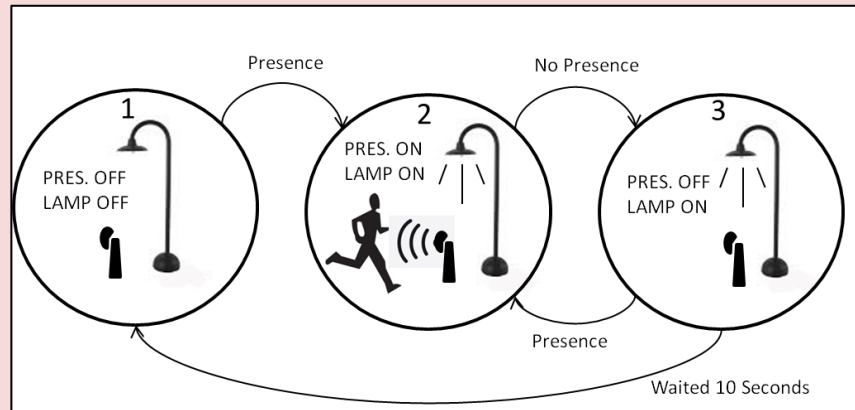 Presence
No Presence
1
PRES. OFF
LAMP OFF
2
PRES. ON
LAMP ON
3
PRES. OFF
LAMP ON
Presence
Waited 10 Seconds